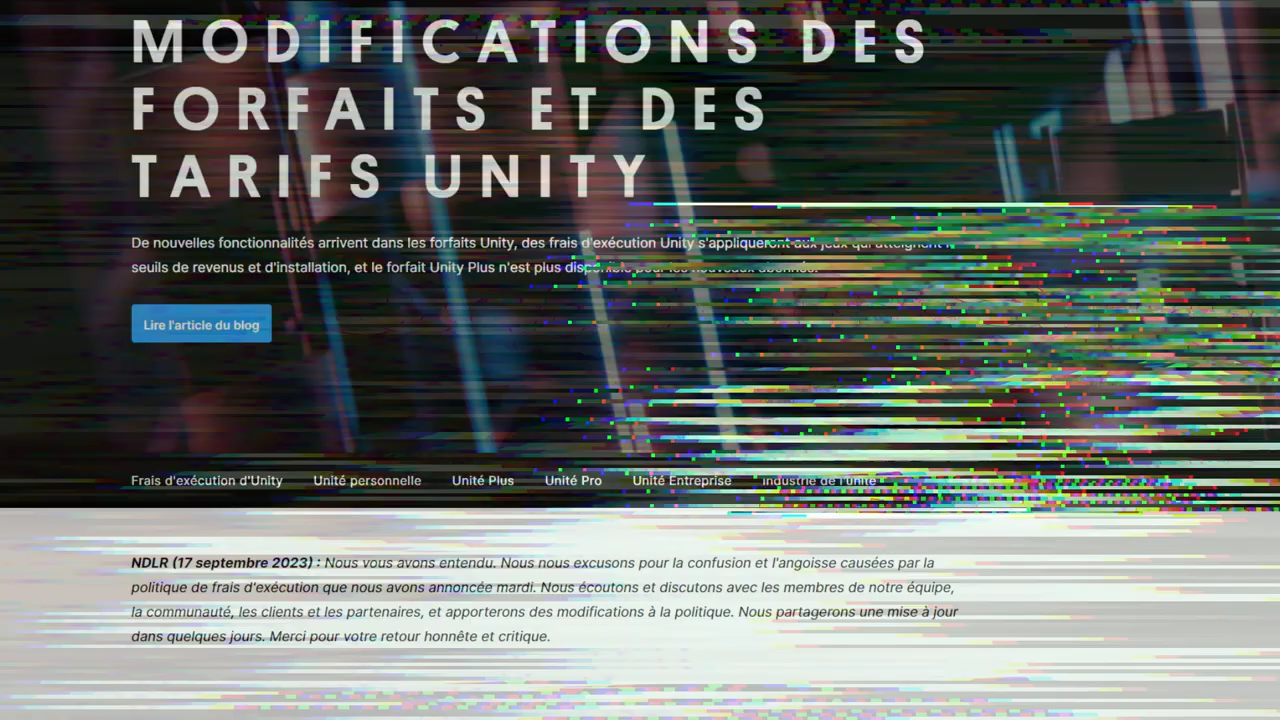 MODIFICATIONS DES
FORFAITS ET DES
TARIFS UNITY
De nouvelles fonctionnalités arrivent dans les forfaits Unity, des frais d'exécution Unity s'appliqueront aux jeux qui atteignent
seuils de revenus et d'installation, et le forfait Unity Plus n'est plus disponible pour les nouveaux abonnés.
Lire l'article du blog
Frais d'exécution d'Unity Unité personnelle Unité Plus Unité Pro Unité Entreprise Industrie de l'unité
NDLR (17 septembre 2023) : Nous vous avons entendu. Nous nous excusons pour la confusion et l'angoisse causées par la
politique de frais d'exécution que nous avons annoncée mardi. Nous écoutons et discutons avec les membres de notre équipe,
la communauté, les clients et les partenaires, et apporterons des modifications à la politique. Nous partagerons une mise à jour
dans quelques jours. Merci pour votre retour honnête et critique.